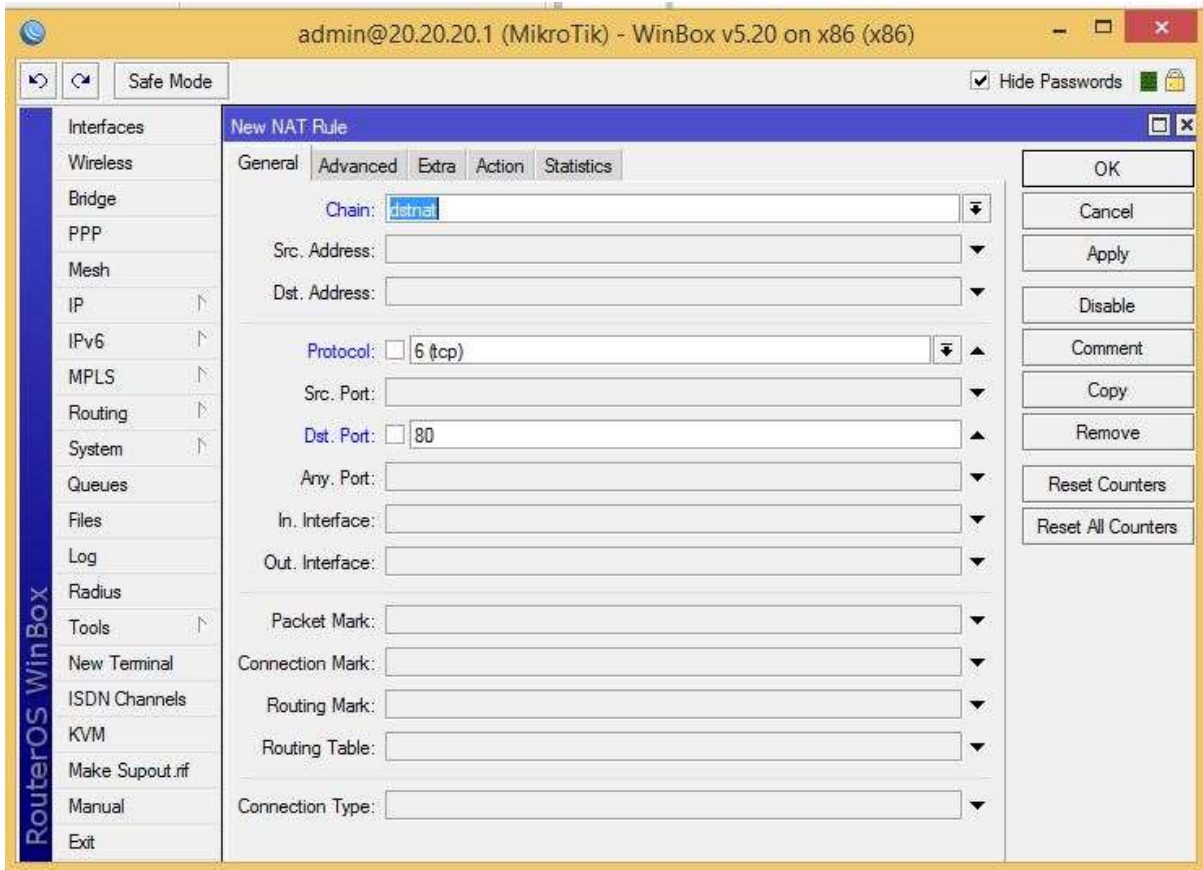 admin@20.20.20.1 (MikroTik) - WinBox v5.20 on x86 (x86)
Safe Mode
Hide Passwords
RouterOS WinBox
Interfaces
Wireless
Bridge
PPP
Mesh
IP
IPv6
MPLS
Routing
System
Queues
Files
Log
Radius
Tools
New Terminal
ISDN Channels
KVM
Make Supout.rif
Manual
Exit
New NAT Rule
General Advanced Extra Action Statistics
Chain: dstnat
Src. Address:
Dst. Address:
Protocol: 6 (tcp)
Src. Port:
Dst. Port: 80
Any. Port:
In. Interface:
Out. Interface:
Packet Mark:
Connection Mark:
Routing Mark:
Routing Table:
Connection Type:
OK
Cancel
Apply
Disable
Comment
Copy
Remove
Reset Counters
Reset All Counters